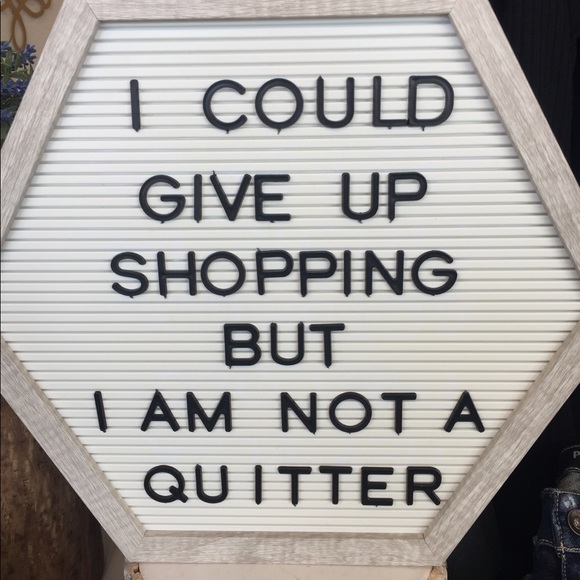 I COULD
GIVE UP
SHOPPING
BUT
I AM NOT A
QUITTER